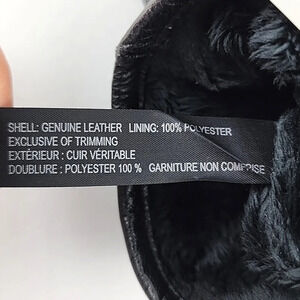 SHELL: GENUINE LEATHER LINING: 100% POLYESTER
EXCLUSIVE OF TRIMMING
EXTÉRIEUR : CUIR VÉRITABLE
DOUBLURE : POLYESTER 100 % GARNITURE NON COMPRISE